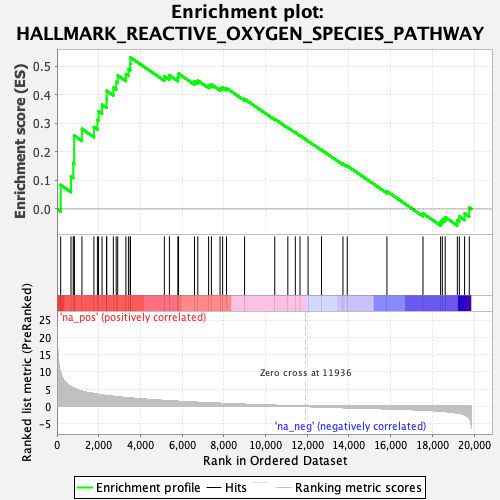 Enrichment plot:
HALLMARK_REACTIVE_OXYGEN_SPECIES_PATHWAY
Enrichment score (ES)
0.5
0.4
0.3
0.2
0.1
0.0
'na_pos' (positively correlated)
Ranked list metric (PreRanked)
25
20
15
10
5
0
-5
Zero cross at 11936
'na_neg' (negatively correlated)
0
2,000
4,000
6,000
8,000
10,000
12,000
14,000
16,000
18,000
20,000
Rank in Ordered Dataset
Enrichment profile
Hits
Ranking metric scores